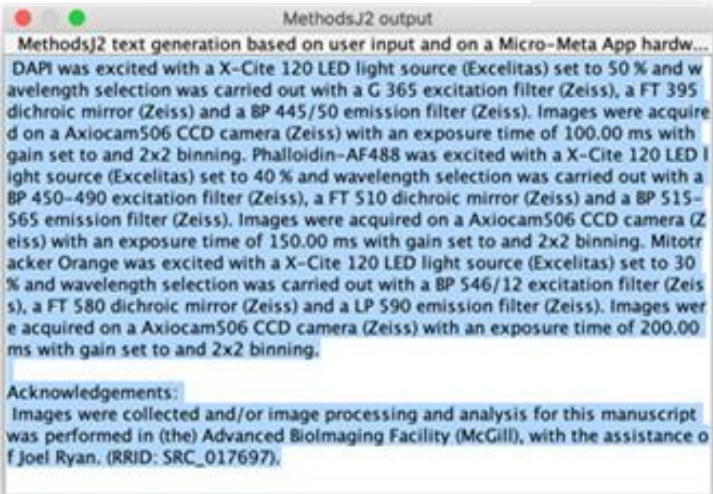 MethodsJ2 output
MethodsJ2 text generation based on user input and on a Micro-Meta App hardw...
DAPI was excited with a X-Cite 120 LED light source (Excelitas) set to 50 % and w
avelength selection was carried out with a G 365 excitation filter (Zeiss), a FT 395
dichroic mirror (Zeiss) and a BP 445/50 emission filter (Zeiss). Images were acquire
d on a Axiocam506 CCD camera (Zeiss) with an exposure time of 100.00 ms with
gain set to and 2x2 binning. Phalloidin-AF488 was excited with a X-Cite 120 LED l
ight source (Excelitas) set to 40 % and wavelength selection was carried out with a
BP 450-490 excitation filter (Zeiss), a FT 510 dichroic mirror (Zeiss) and a BP 515-
565 emission filter (Zeiss). Images were acquired on a Axiocam506 CCD camera (Z
eiss) with an exposure time of 150.00 ms with gain set to and 2x2 binning. Mitotr
acker Orange was excited with a X-Cite 120 LED light source (Excelitas) set to 30
% and wavelength selection was carried out with a BP 546/12 excitation filter (Zeis
s), a FT 580 dichroic mirror (Zeiss) and a LP 590 emission filter (Zeiss). Images wer
e acquired on a Axiocam506 CCD camera (Zeiss) with an exposure time of 200.00
ms with gain set to and 2x2 binning.
Acknowledgements:
Images were collected and/or image processing and analysis for this manuscript
was performed in (the) Advanced BioImaging Facility (McGill), with the assistance o
f Joel Ryan. (RRID: SRC_017697).